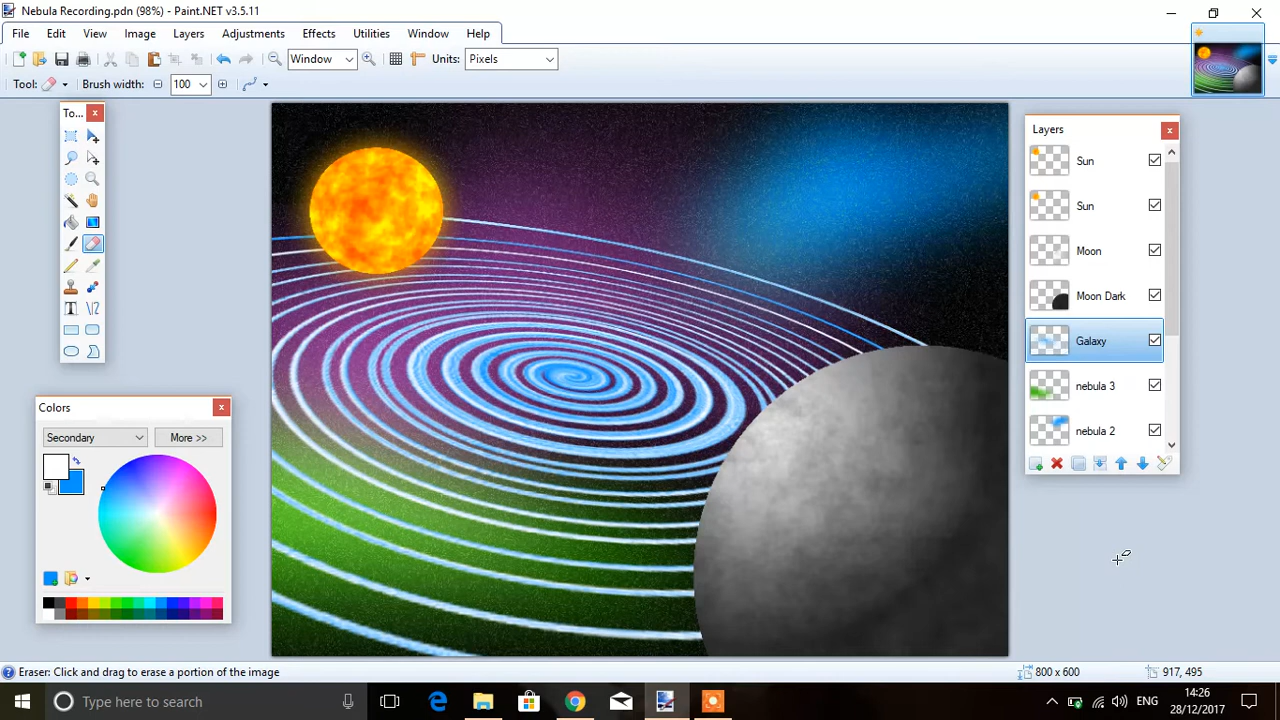 Nebula Recording.pdn (98%) - Paint.NET v3.5.11
File Edit View Image Layers Adjustments Effects Utilities Window Help
Window Units: Pixels
Tool: Brush width: 100
To...
Layers
Sun
Sun
Moon
Moon Dark
Galaxy
nebula 3
nebula 2
Colors
Secondary More >>
Eraser: Click and drag to erase a portion of the image 800 x 600 917, 495
Type here to search
ENG 14:26 28/12/2017